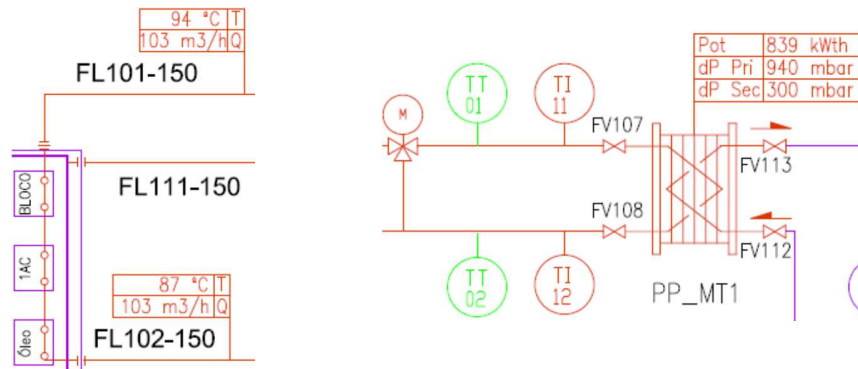 94 °C T
103 m3/h Q
FL101-150
BLOCO
FL111-150
1AC
87 °C T
103 m3/h Q
Óleo
FL102-150
Pot 839 kWth
dP Pri 940 mbar
dP Sec 300 mbar
TT 01
TI 11
M
FV107
FV113
FV108
FV112
TT 02
TI 12
PP_MT1